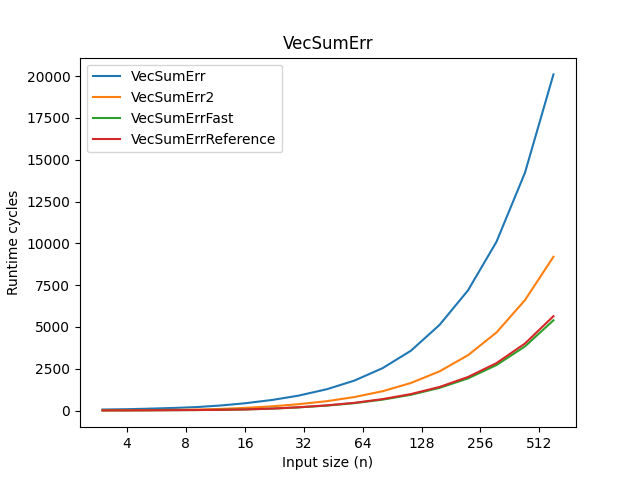 VecSumErr
VecSumErr
VecSumErr2
VecSumErrFast
VecSumErrReference
Runtime cycles
20000
17500
15000
12500
10000
7500
5000
2500
0
4 8 16 32 64 128 256 512
Input size (n)